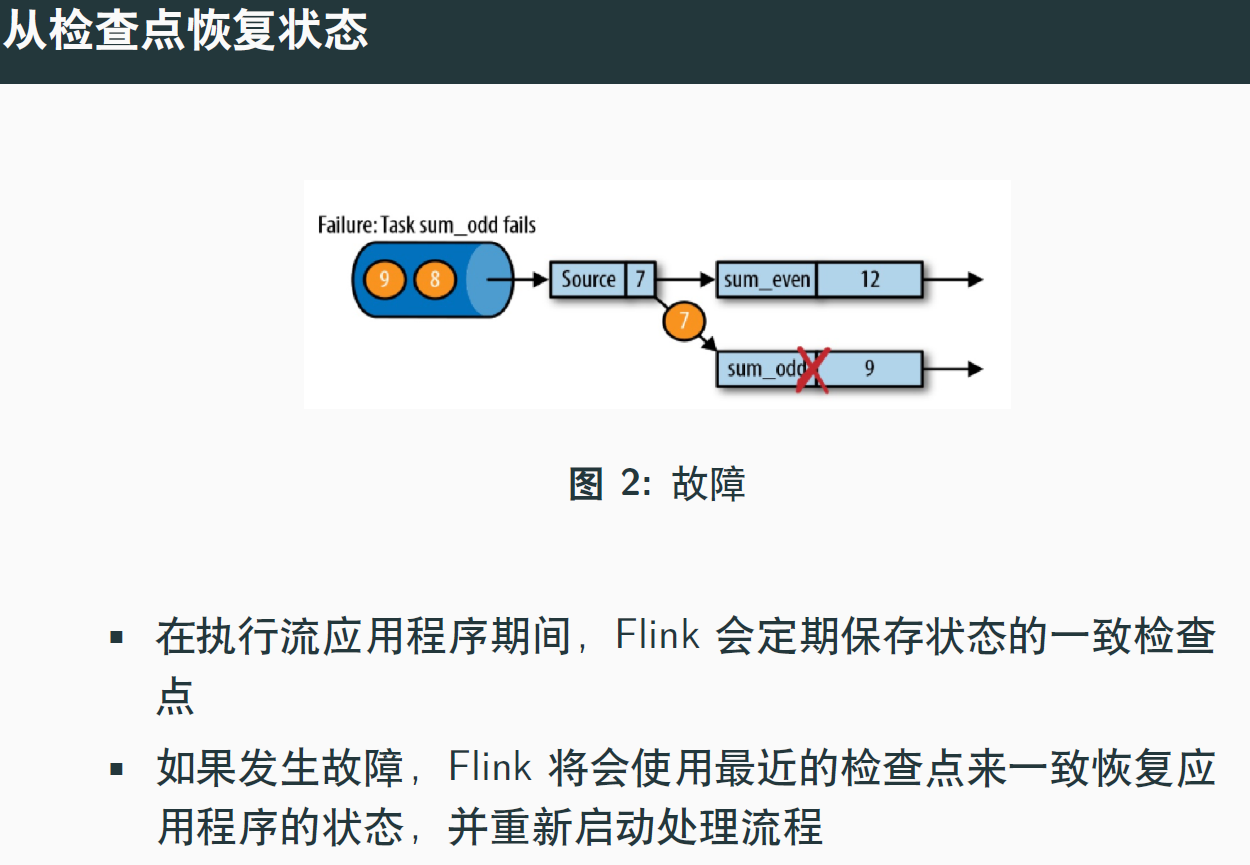 从检查点恢复状态
Failure: Task sum_odd fails
9 8 Source 7 sum_even 12
7
sum_odd 9
图 2: 故障
▪ 在执行流应用程序期间，Flink 会定期保存状态的一致检查
点
▪ 如果发生故障，Flink 将会使用最近的检查点来一致恢复应
用程序的状态，并重新启动处理流程